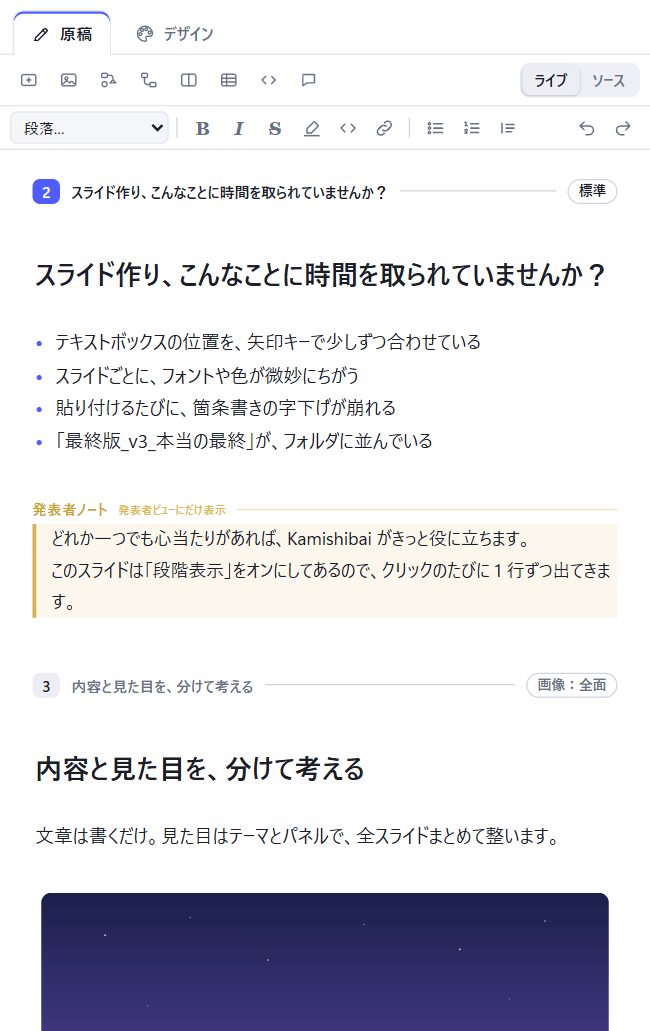 原稿
デザイン
ライブ
ソース
段落...
B
I
S
2
スライド作り、こんなことに時間を取られていませんか？
標準
スライド作り、こんなことに時間を取られていませんか？
• テキストボックスの位置を、矢印キーで少しずつ合わせている
• スライドごとに、フォントや色が微妙にちがう
• 貼り付けるたびに、箇条書きの字下げが崩れる
• 「最終版_v3_本当の最終」が、フォルダに並んでいる
発表者ノート 発表者ビューにだけ表示
どれか一つでも心当たりがあれば、Kamishibai がきっと役に立ちます。
このスライドは「段階表示」をオンにしてあるので、クリックのたびに 1 行ずつ出てきま
す。
3
内容と見た目を、分けて考える
画像：全面
内容と見た目を、分けて考える
文章は書くだけ。見た目はテーマとパネルで、全スライドまとめて整います。